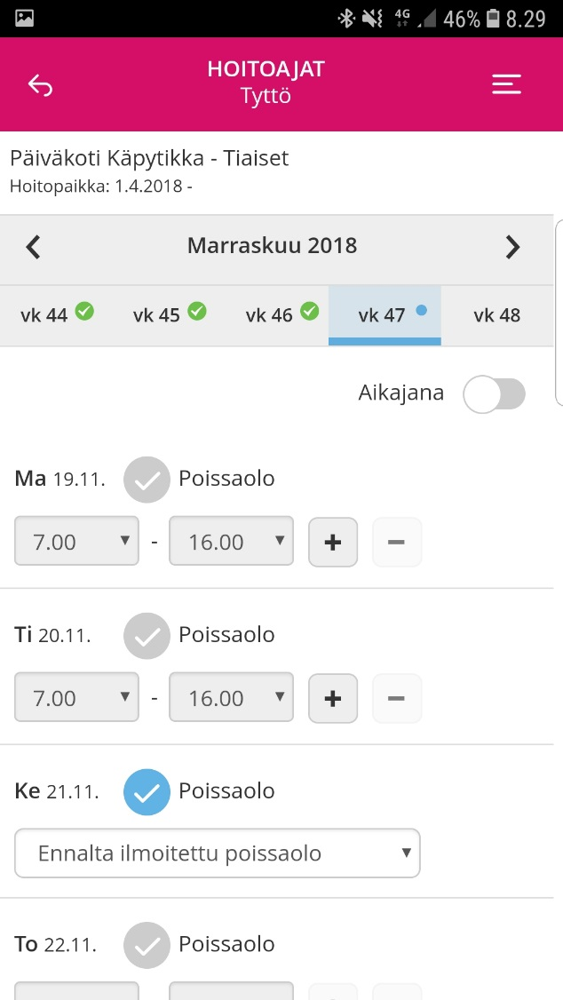 4G 46% 8.29
HOITOAJAT
Tyttö
Päiväkoti Käpytikka - Tiaiset
Hoitopaikka: 1.4.2018 -
Marraskuu 2018
vk 44 vk 45 vk 46 vk 47 vk 48
Aikajana
Ma 19.11. Poissaolo
7.00 - 16.00 + -
Ti 20.11. Poissaolo
7.00 - 16.00 + -
Ke 21.11. Poissaolo
Ennalta ilmoitettu poissaolo
To 22.11. Poissaolo